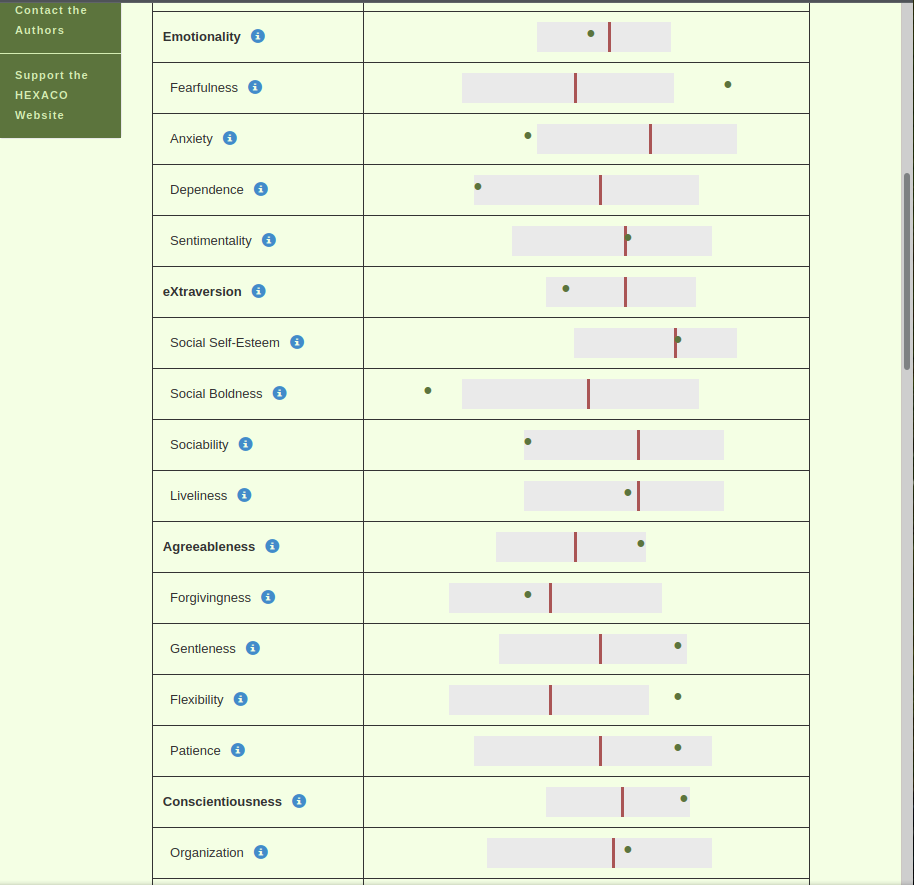 Contact the
Authors
Support the
HEXACO
Website
Emotionality
Fearfulness
Anxiety
Dependence
Sentimentality
eXtraversion
Social Self-Esteem
Social Boldness
Sociability
Liveliness
Agreeableness
Forgivingness
Gentleness
Flexibility
Patience
Conscientiousness
Organization